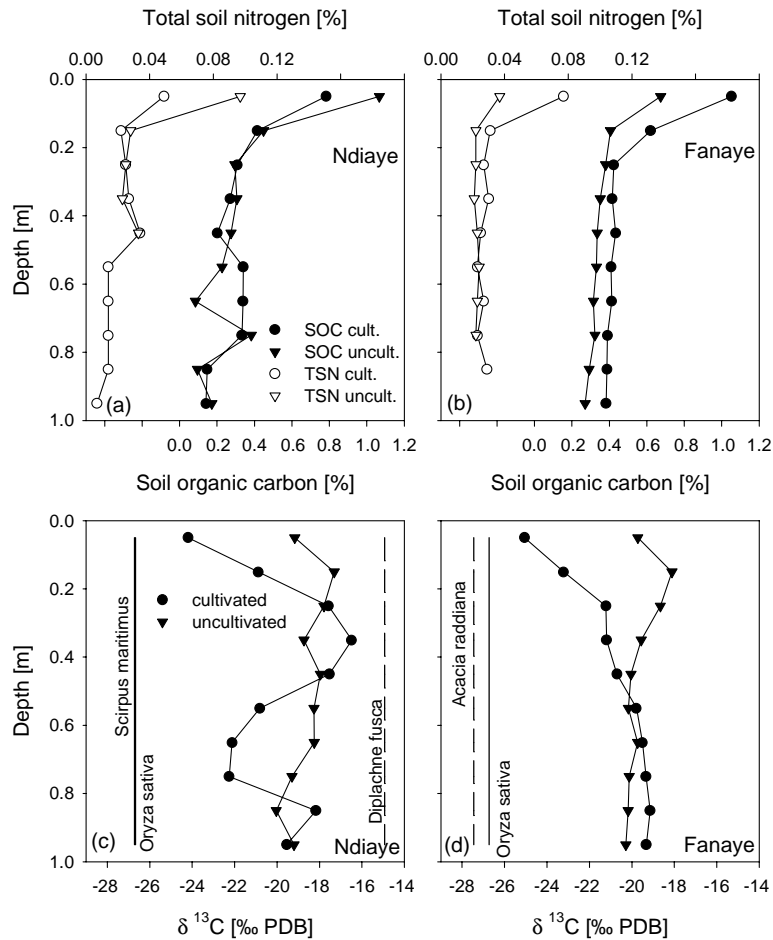 Total soil nitrogen [%]
0.00 0.04 0.08 0.12
0.00 0.04 0.08 0.12
Depth [m]
0.0
0.2
0.4
0.6
0.8
1.0
Ndiaye
SOC cult.
SOC uncult.
TSN cult.
TSN uncult.
(a)
Fanaye
(b)
0.0 0.2 0.4 0.6 0.8 1.0 1.2
0.0 0.2 0.4 0.6 0.8 1.0 1.2
Soil organic carbon [%]
Depth [m]
0.0
0.2
0.4
0.6
0.8
1.0
Scirpus maritimus
Oryza sativa
cultivated
uncultivated
Diplachne fusca
(c)
Ndiaye
Acacia raddiana
Oryza sativa
(d)
Fanaye
-28 -26 -24 -22 -20 -18 -16 -14
-28 -26 -24 -22 -20 -18 -16 -14
δ ¹³C [‰ PDB]
δ ¹³C [‰ PDB]